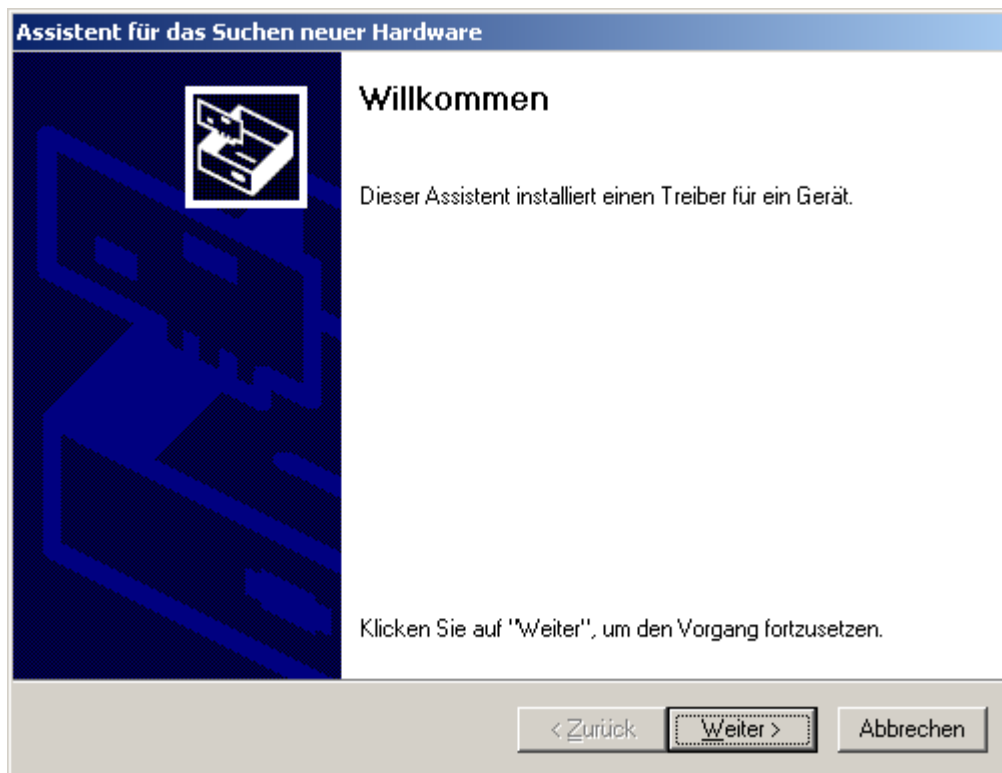 Assistent für das Suchen neuer Hardware
Willkommen
Dieser Assistent installiert einen Treiber für ein Gerät.
Klicken Sie auf "Weiter", um den Vorgang fortzusetzen.
< Zurück
Weiter >
Abbrechen